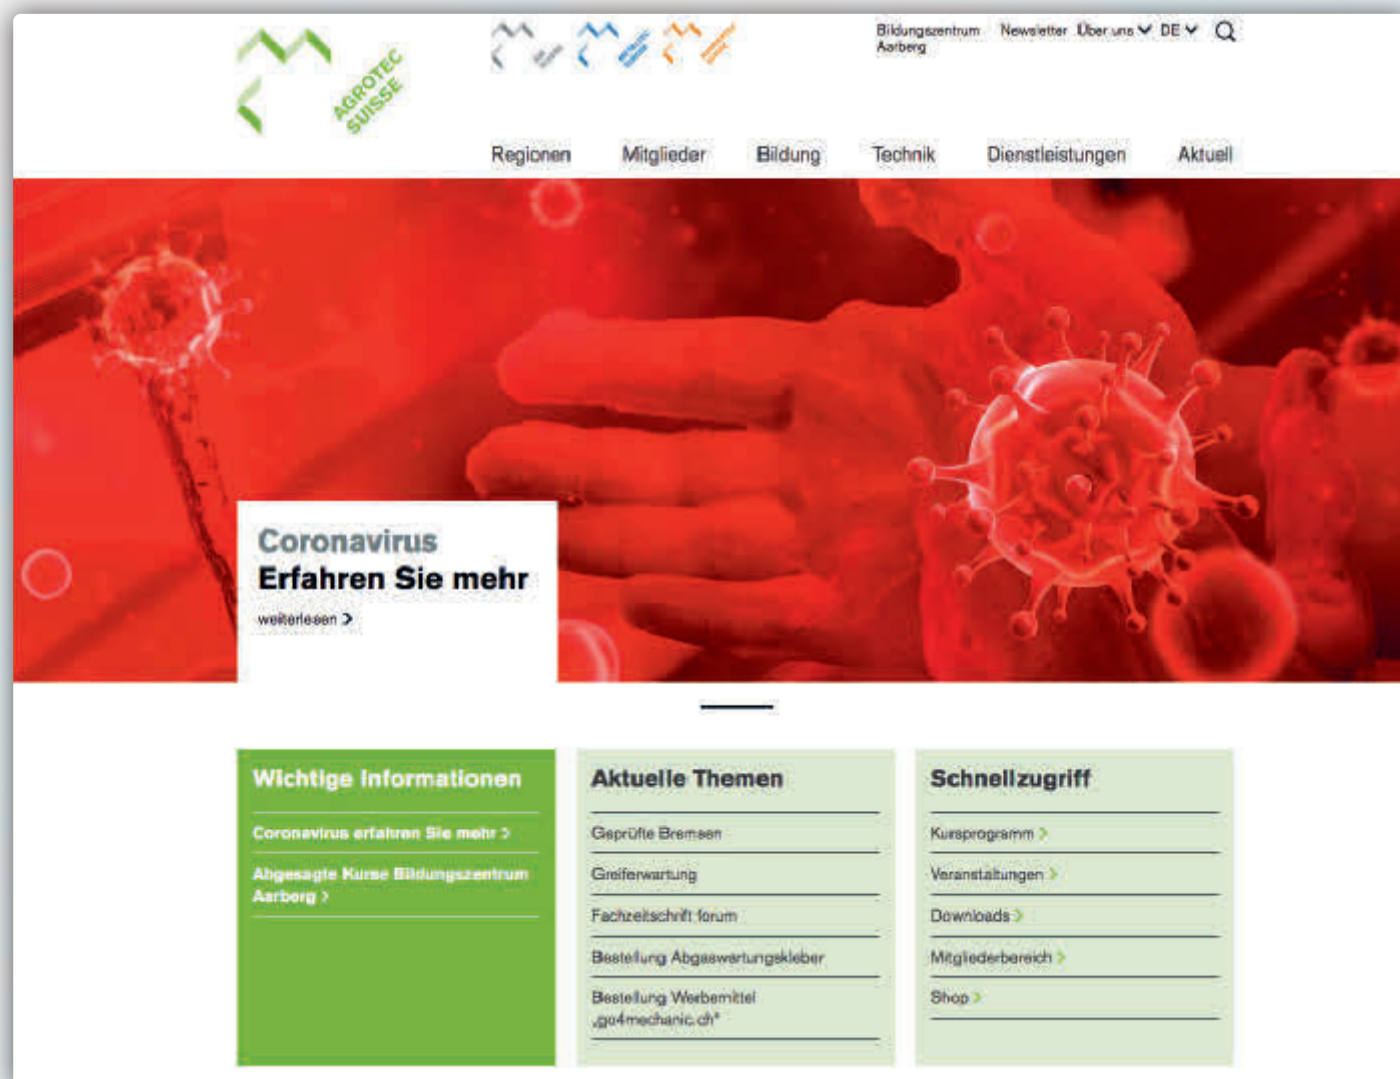 AGROTEC
SUISSE
Bildungszentrum
Aarberg
Newsletter
Über uns
DE
Regionen
Mitglieder
Bildung
Technik
Dienstleistungen
Aktuell
Coronavirus
Erfahren Sie mehr
weiterlesen >
Wichtige Informationen
Coronavirus erfahren Sie mehr >
Abgesagte Kurse Bildungszentrum
Aarberg >
Aktuelle Themen
Geprüfte Bremsen
Greiferwartung
Fachzeitschrift forum
Bestellung Abgaswartungskleber
Bestellung Werbemittel
„go4mechanic.ch“
Schnellzugriff
Kursprogramm >
Veranstaltungen >
Downloads >
Mitgliederbereich >
Shop >